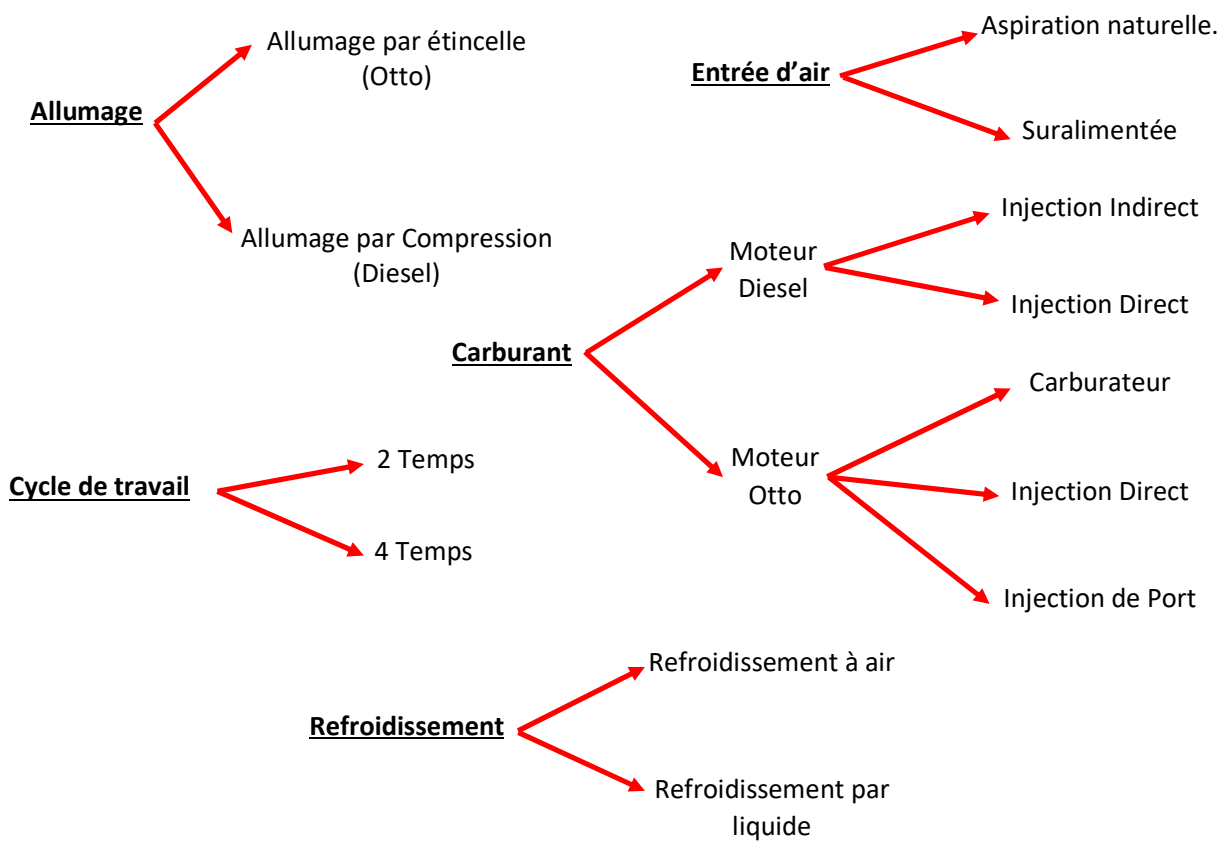 Allumage
Allumage par étincelle
(Otto)
Allumage par Compression
(Diesel)
Entrée d’air
Aspiration naturelle.
Suralimentée
Carburant
Moteur
Diesel
Injection Indirect
Injection Direct
Moteur
Otto
Carburateur
Injection Direct
Injection de Port
Cycle de travail
2 Temps
4 Temps
Refroidissement
Refroidissement à air
Refroidissement par
liquide